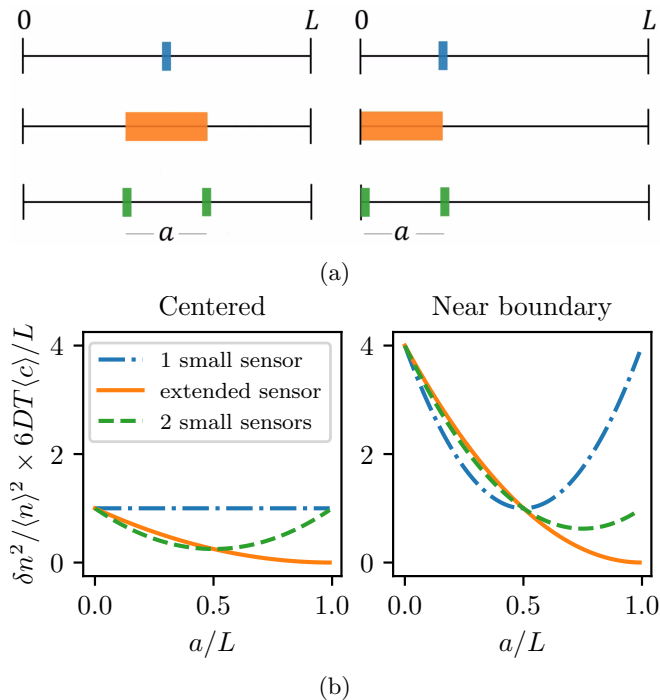 0 L 0 L
a a
(a)
Centered Near boundary
δn²/⟨n⟩² × 6DT⟨c⟩/L
4 4
2 2
0 0
1 small sensor
extended sensor
2 small sensors
0.0 0.5 1.0 0.0 0.5 1.0
a/L a/L
(b)